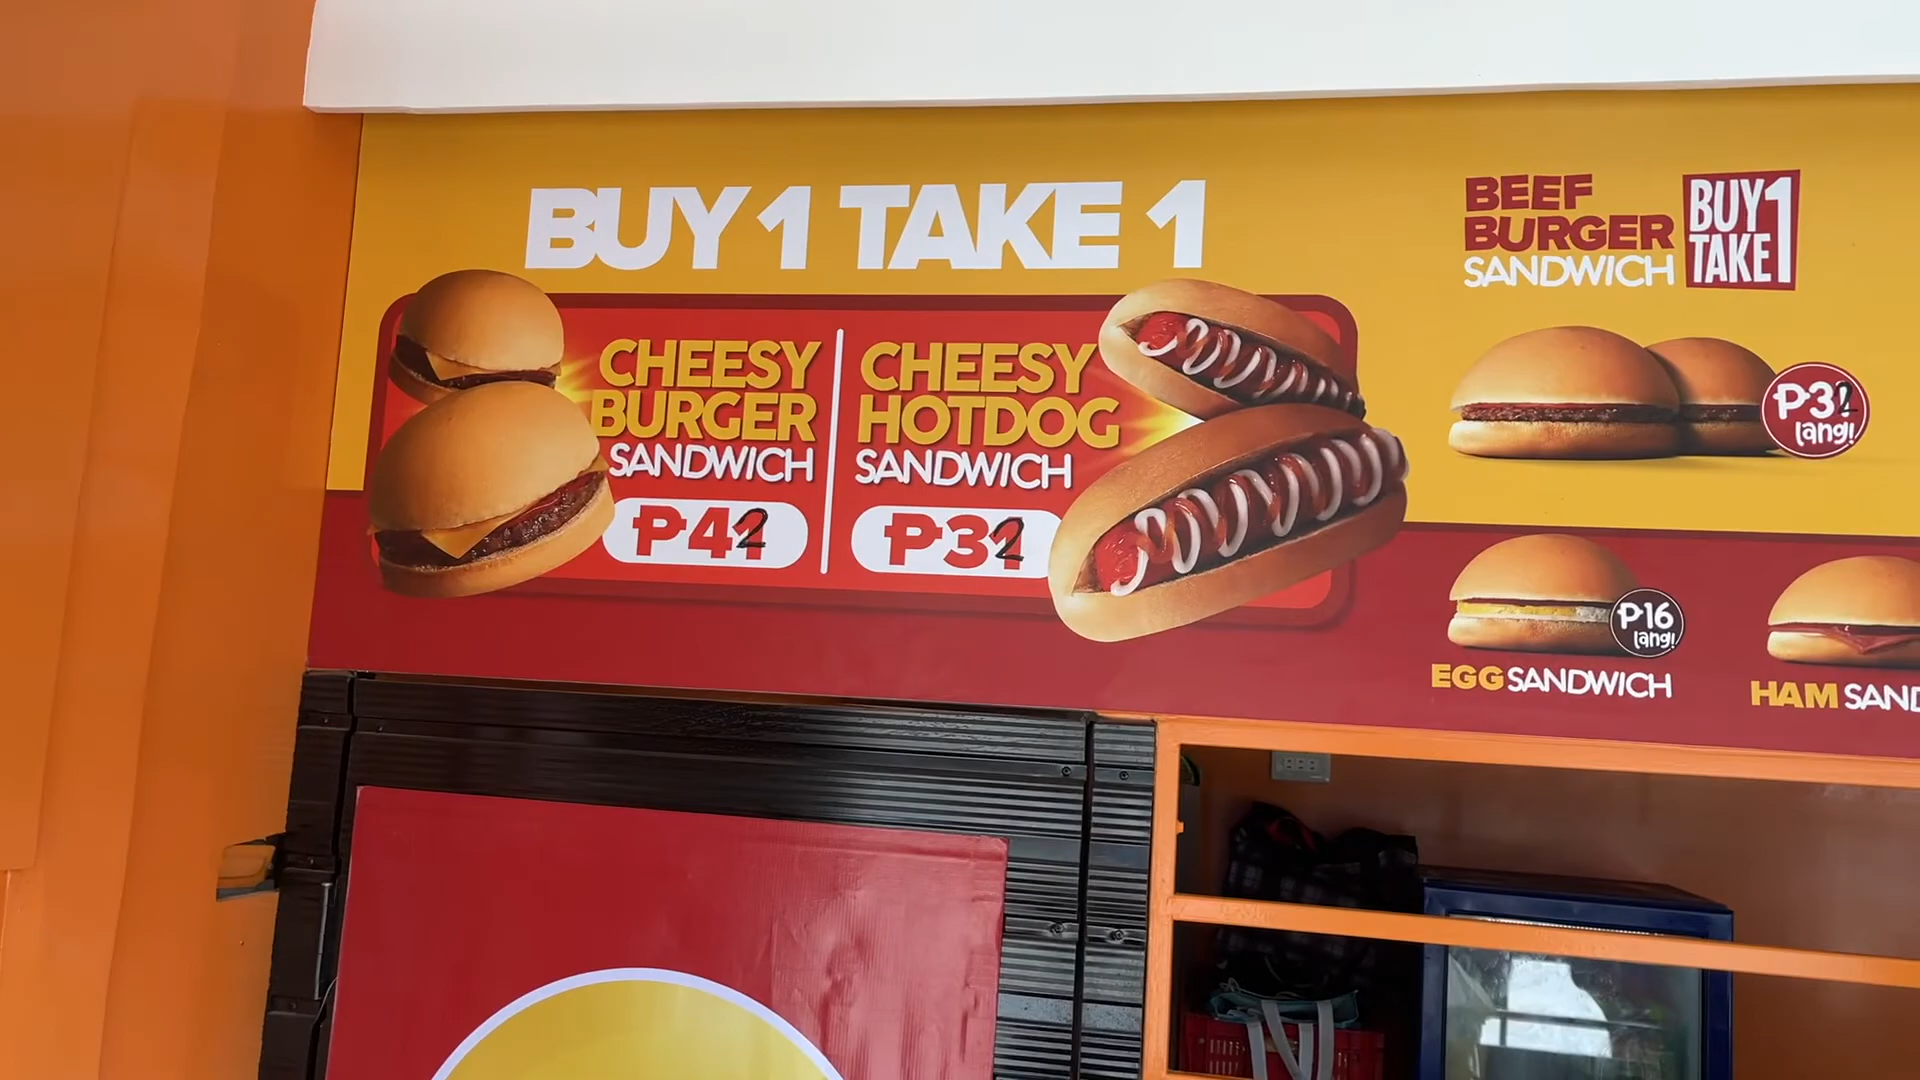 BUY 1 TAKE 1
CHEESY
BURGER
SANDWICH
₱42
CHEESY
HOTDOG
SANDWICH
₱32
BEEF
BURGER
SANDWICH
BUY 1
TAKE
₱32
lang!
₱16
lang!
EGG SANDWICH
HAM SAND